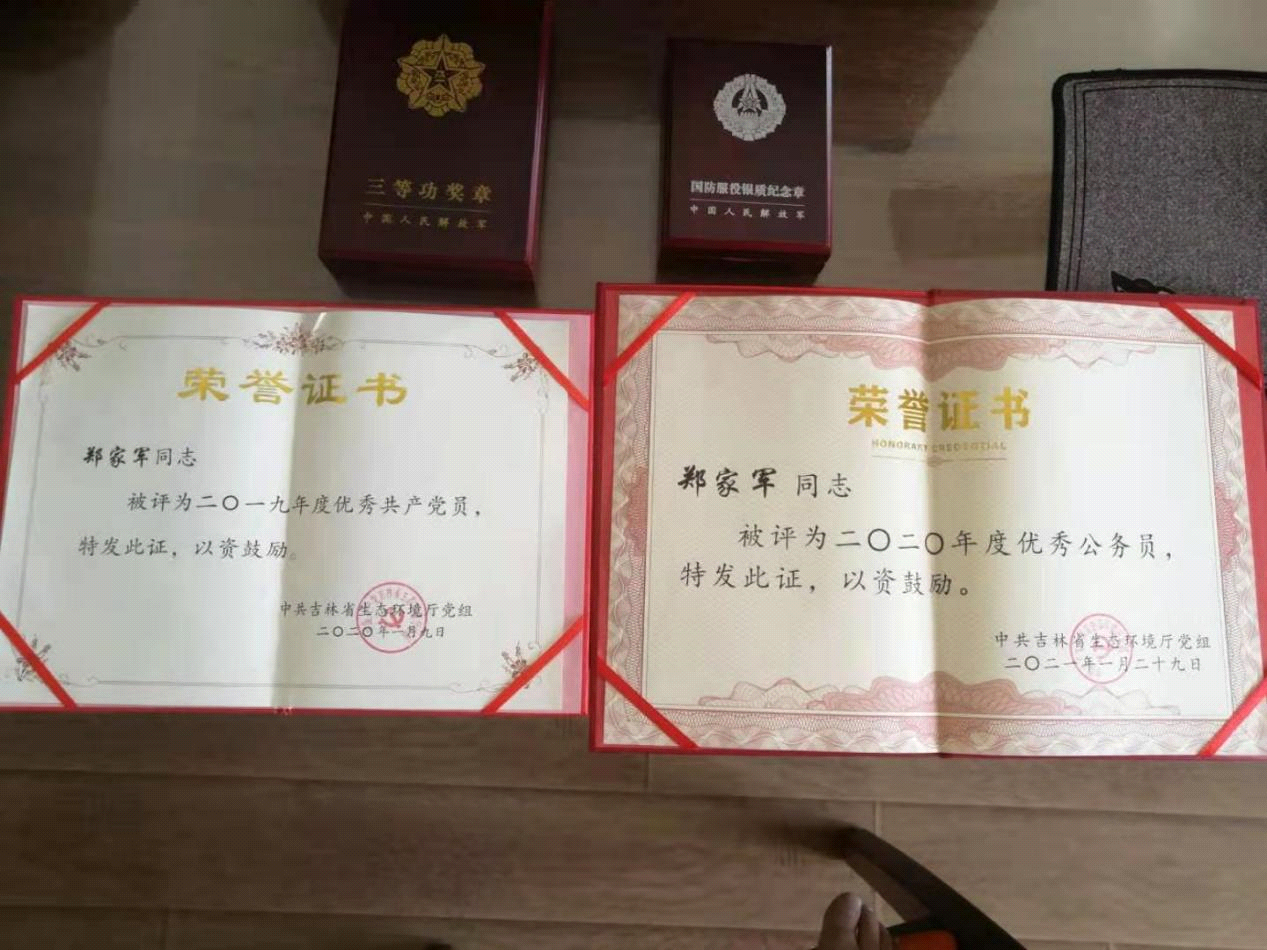 三等功奖章
中国人民解放军
国防服役银质纪念章
中国人民解放军
荣誉证书
郑家军同志
被评为二〇一九年度优秀共产党员，
特发此证，以资鼓励。
中共吉林省生态环境厅党组
二〇二〇年一月九日
荣誉证书
HONORARY CREDENTIAL
郑家军 同志
被评为二〇二〇年度优秀公务员，
特发此证，以资鼓励。
中共吉林省生态环境厅党组
二〇二一年一月二十九日